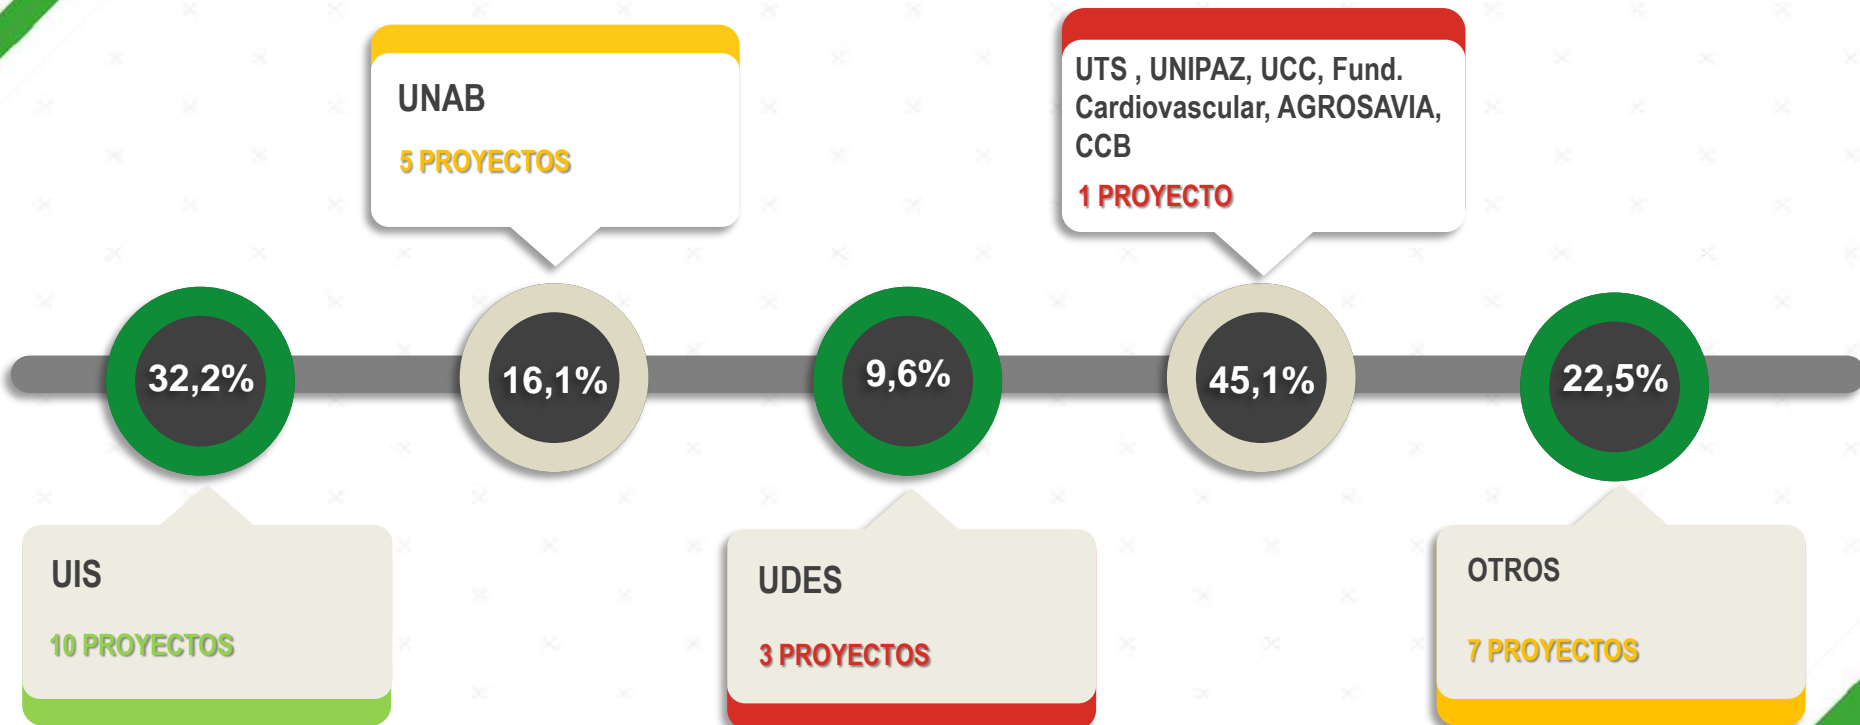 UNAB
5 PROYECTOS
UTS , UNIPAZ, UCC, Fund.
Cardiovascular, AGROSAVIA,
CCB
1 PROYECTO
32,2%
16,1%
9,6%
45,1%
22,5%
UIS
10 PROYECTOS
UDES
3 PROYECTOS
OTROS
7 PROYECTOS